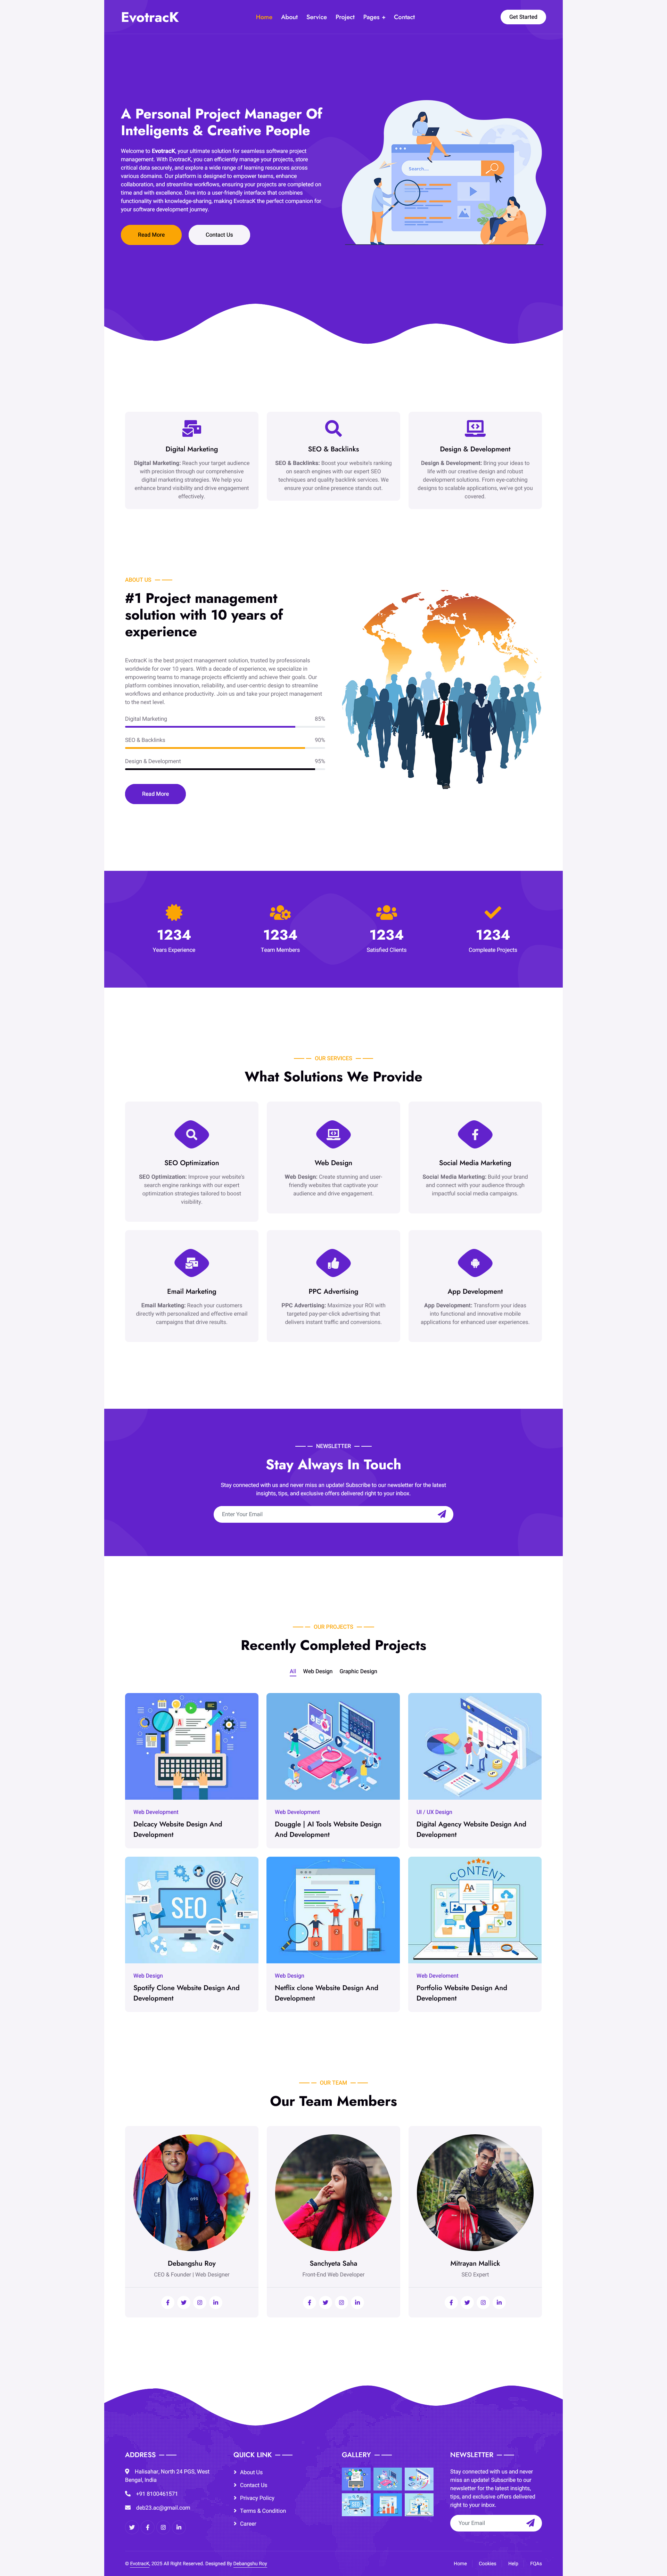 EvotracK
Home About Service Project Pages + Contact
Get Started
A Personal Project Manager Of
Inteligents & Creative People
Welcome to EvotracK, your ultimate solution for seamless software project
management. With EvotracK, you can efficiently manage your projects, store
critical data securely, and explore a wide range of learning resources across
various domains. Our platform is designed to empower teams, enhance
collaboration, and streamline workflows, ensuring your projects are completed on
time and with excellence. Dive into a user-friendly interface that combines
functionality with knowledge-sharing, making EvotracK the perfect companion for
your software development journey.
Read More
Contact Us
Search...
Digital Marketing
Digital Marketing: Reach your target audience
with precision through our comprehensive
digital marketing strategies. We help you
enhance brand visibility and drive engagement
effectively.
SEO & Backlinks
SEO & Backlinks: Boost your website's ranking
on search engines with our expert SEO
techniques and quality backlink services. We
ensure your online presence stands out.
Design & Development
Design & Development: Bring your ideas to
life with our creative design and robust
development solutions. From eye-catching
designs to scalable applications, we've got you
covered.
ABOUT US
#1 Project management
solution with 10 years of
experience
EvotracK is the best project management solution, trusted by professionals
worldwide for over 10 years. With a decade of expertise, we specialize in
empowering teams to manage projects efficiently and achieve their goals. Our
platform combines innovation, reliability, and user-centric design to streamline
workflows and enhance productivity. Join us and take your project management
to the next level.
Digital Marketing 85%
SEO & Backlinks 90%
Design & Development 95%
Read More
1234
Years Experience
1234
Team Members
1234
Satisfied Clients
1234
Compleate Projects
OUR SERVICES
What Solutions We Provide
SEO Optimization
SEO Optimization: Improve your website's
search engine rankings with our expert
optimization strategies tailored to boost
visibility.
Web Design
Web Design: Create stunning and user-
friendly websites that captivate your
audience and drive engagement.
Social Media Marketing
Social Media Marketing: Build your brand
and connect with your audience through
impactful social media campaigns.
Email Marketing
Email Marketing: Reach your customers
directly with personalized and effective email
campaigns that drive results.
PPC Advertising
PPC Advertising: Maximize your ROI with
targeted pay-per-click advertising that
delivers instant traffic and conversions.
App Development
App Development: Transform your ideas
into functional and innovative mobile
applications for enhanced user experiences.
NEWSLETTER
Stay Always In Touch
Stay connected with us and never miss an update! Subscribe to our newsletter for the latest
insights, tips, and exclusive offers delivered right to your inbox.
Enter Your Email
OUR PROJECTS
Recently Completed Projects
All Web Design Graphic Design
Web Development
Delcacy Website Design And
Development
SEO
Web Development
Douggle | AI Tools Website Design
And Development
UI / UX Design
Digital Agency Website Design And
Development
SEO
Web Design
Spotify Clone Website Design And
Development
Web Design
Netflix clone Website Design And
Development
CONTENT
Web Develoment
Portfolio Website Design And
Development
OUR TEAM
Our Team Members
Debangshu Roy
CEO & Founder | Web Designer
Sanchyeta Saha
Front-End Web Developer
Mitrayan Mallick
SEO Expert
ADDRESS
Halisahar, North 24 PGS, West
Bengal, India
+91 8100461571
deb23.ac@gmail.com
QUICK LINK
About Us
Contact Us
Privacy Policy
Terms & Condition
Career
GALLERY
NEWSLETTER
Stay connected with us and never
miss an update! Subscribe to our
newsletter for the latest insights,
tips, and exclusive offers delivered
right to your inbox.
Your Email
© EvotracK, 2025 All Right Reserved. Designed By Debangshu Roy
Home Cookies Help FQAs